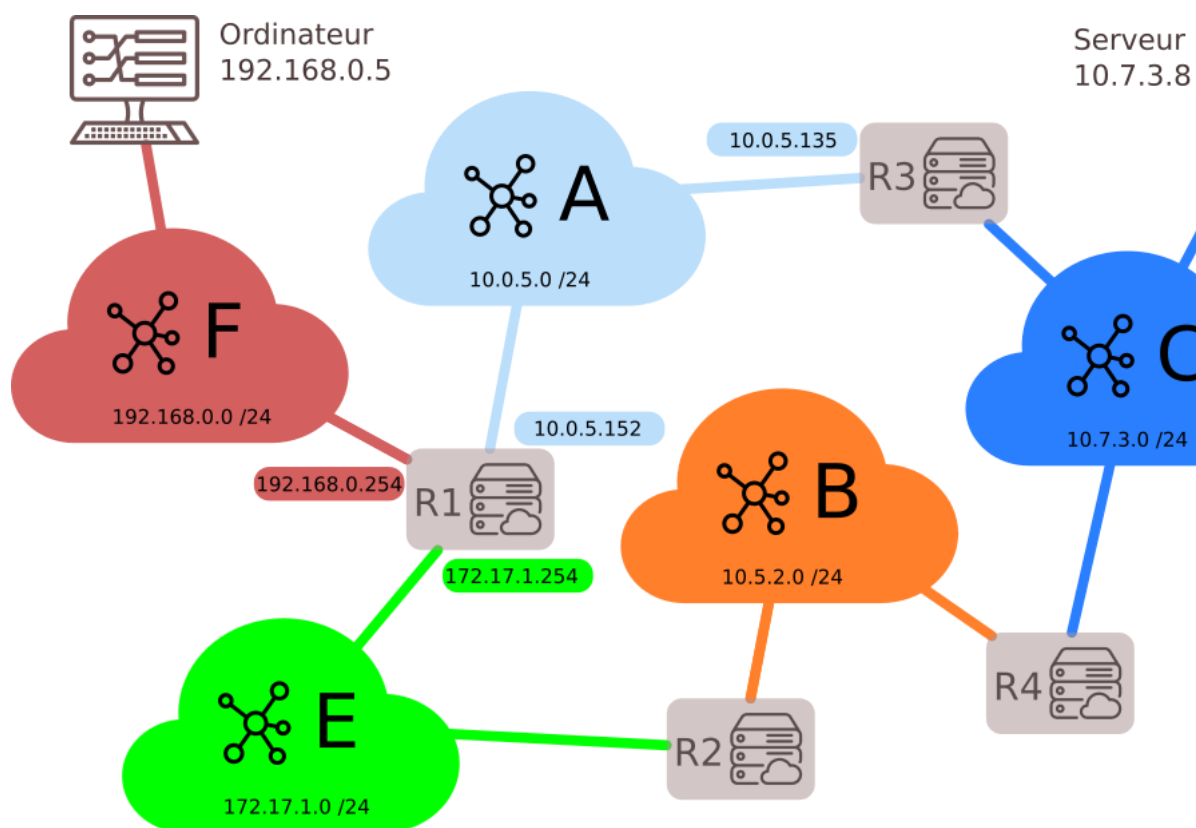 Ordinateur
192.168.0.5
Serveur
10.7.3.8
10.0.5.135
R3
A
10.0.5.0 /24
F
192.168.0.0 /24
C
10.7.3.0 /24
10.0.5.152
192.168.0.254
R1
B
10.5.2.0 /24
172.17.1.254
E
172.17.1.0 /24
R2
R4